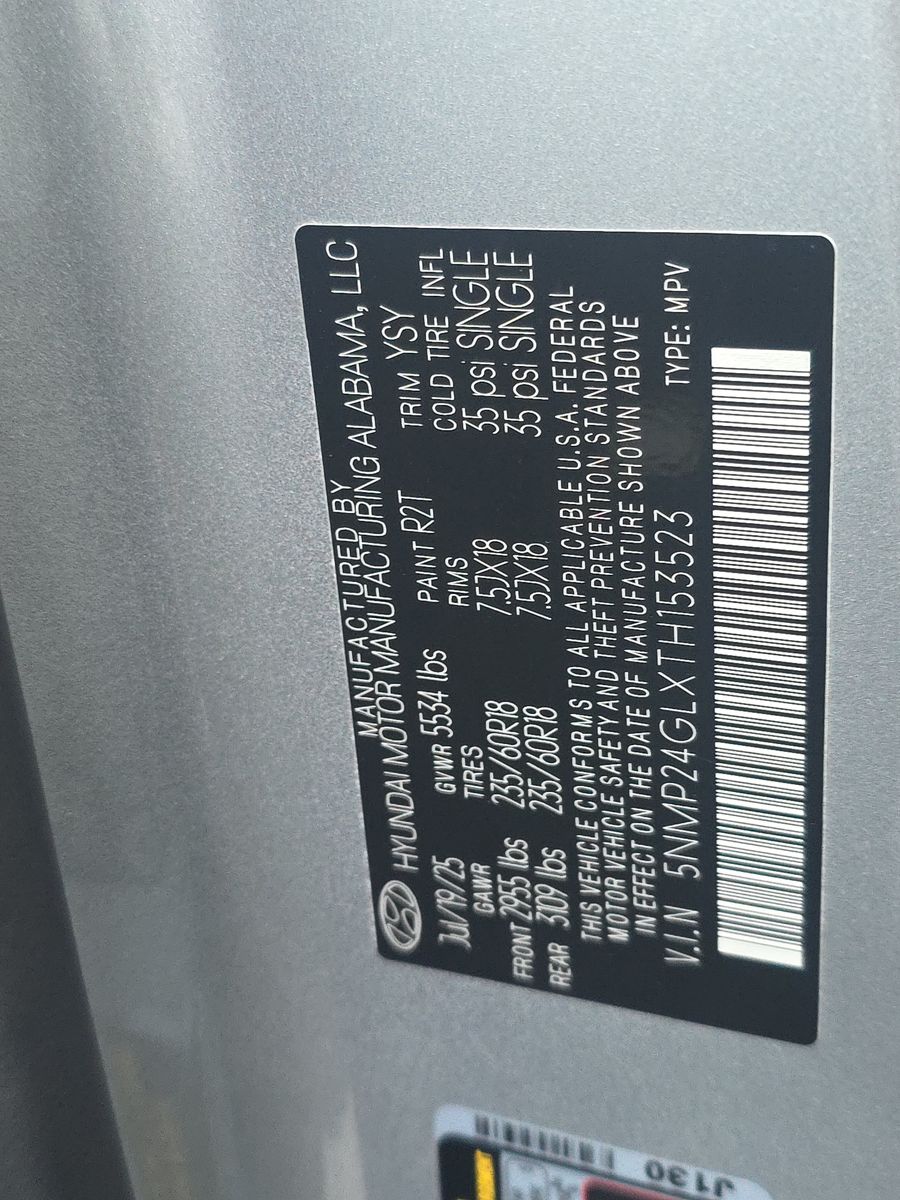 MANUFACTURED BY
HYUNDAI MOTOR MANUFACTURING ALABAMA, LLC
Jul/19/25 GVWR 5534 lbs PAINT R2T TRIM YSY
GAWR TIRES RIMS COLD TIRE INFL
FRONT 2955 lbs 235/60R18 7.5JX18 35 psi SINGLE
REAR 3109 lbs 235/60R18 7.5JX18 35 psi SINGLE
THIS VEHICLE CONFORMS TO ALL APPLICABLE U.S.A. FEDERAL
MOTOR VEHICLE SAFETY AND THEFT PREVENTION STANDARDS
IN EFFECT ON THE DATE OF MANUFACTURE SHOWN ABOVE
V.I.N 5NMP24GLXTH153523 TYPE: MPV
J130